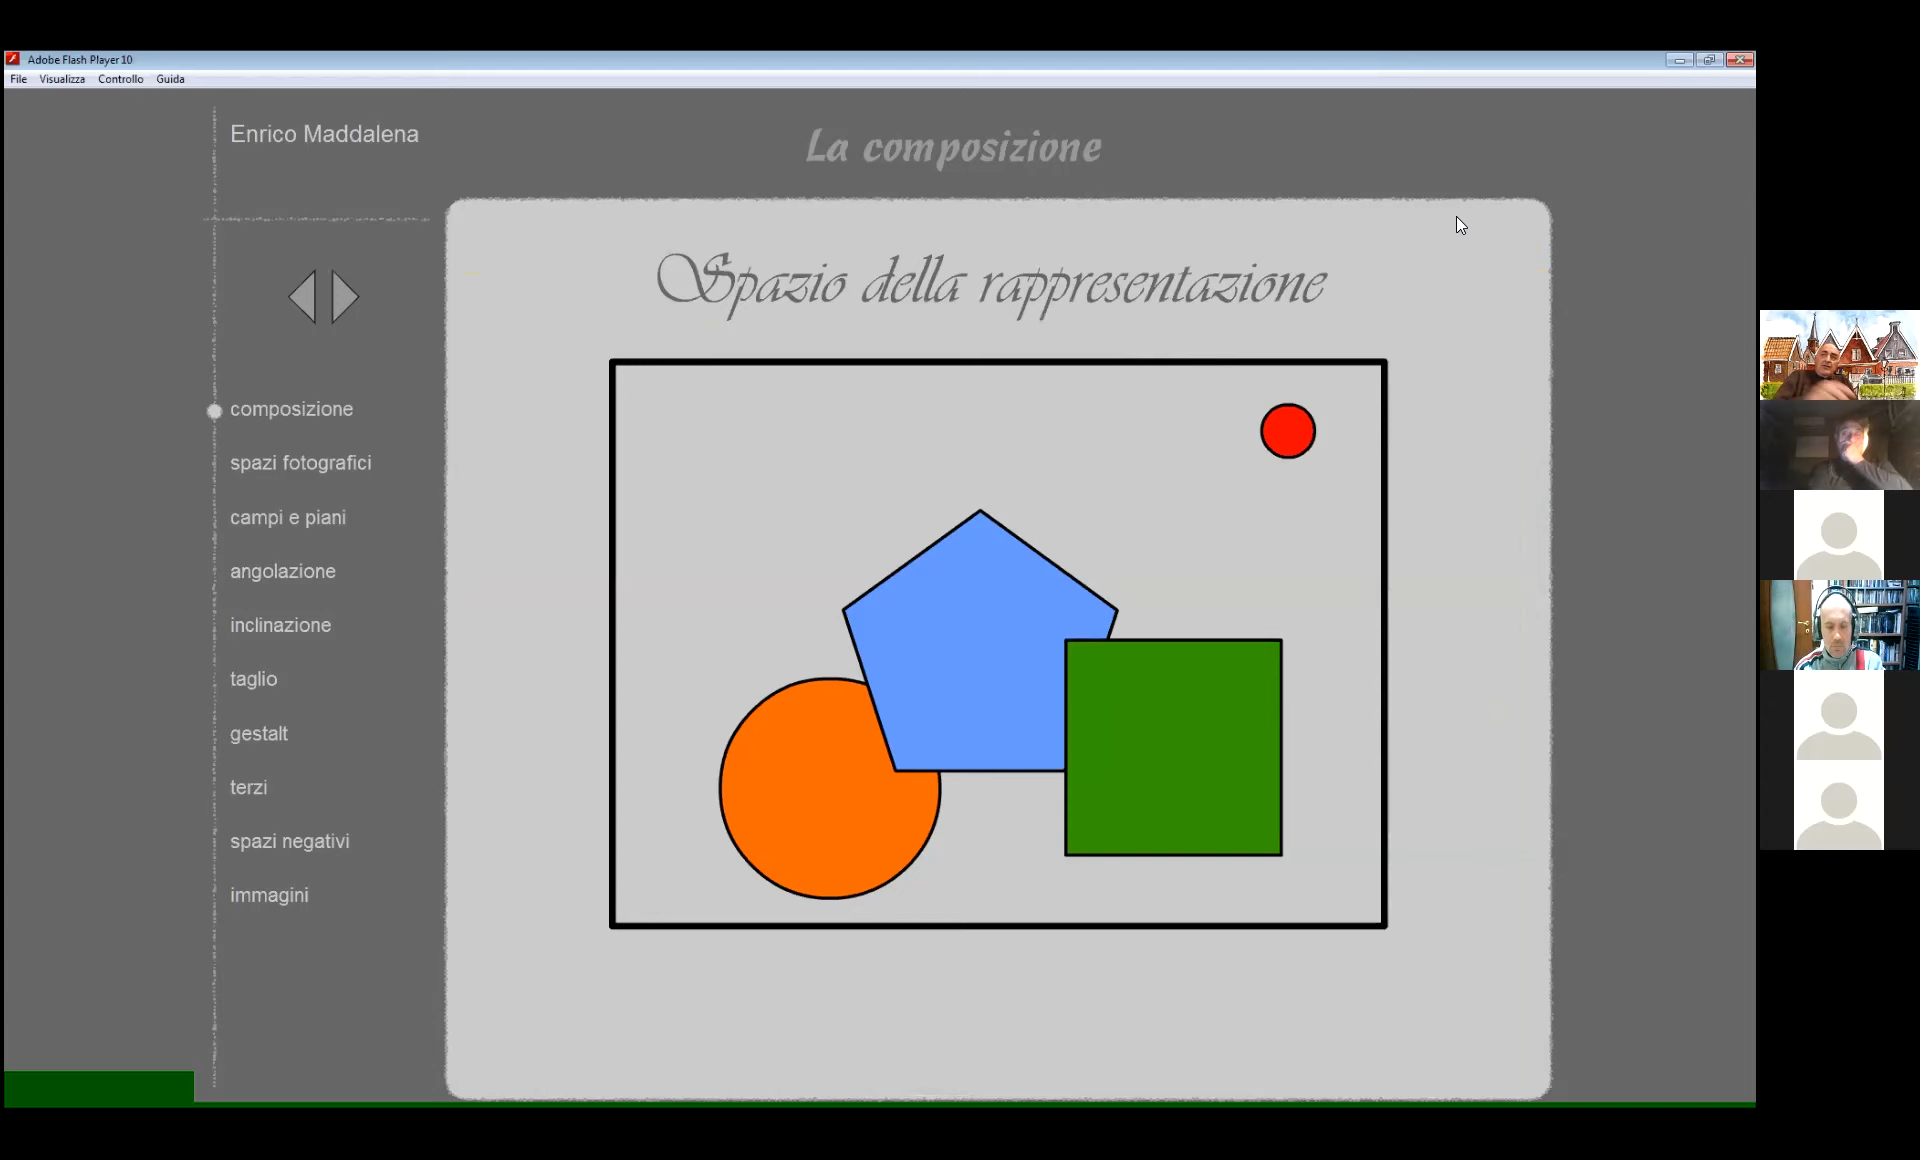 Adobe Flash Player 10
File Visualizza Controllo Guida
Enrico Maddalena
La composizione
Spazio della rappresentazione
composizione
spazi fotografici
campi e piani
angolazione
inclinazione
taglio
gestalt
terzi
spazi negativi
immagini